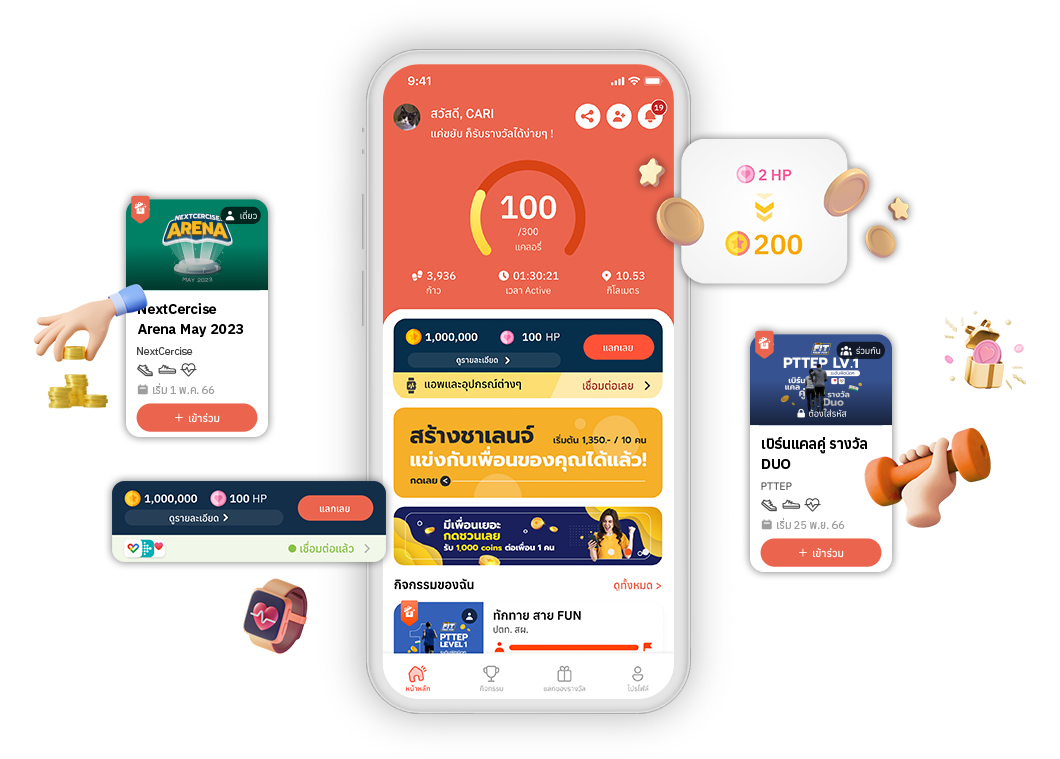 9:41
สวัสดี, CARI
แค่ขยับ ก็รับรางวัลได้ง่ายๆ !
19
100
/300
แคลอรี่
3,936
ก้าว
01:30:21
เวลา Active
10.53
กิโลเมตร
1,000,000
100 HP
แลกเลย
ดูรายละเอียด
แอพและอุปกรณ์ต่างๆ
เชื่อมต่อเลย
สร้างชาเลนจ์
เริ่มต้น 1,350.- / 10 คน
แข่งกับเพื่อนของคุณได้แล้ว!
กดเลย
มีเพื่อนเยอะ
กดชวนเลย
รับ 1,000 coins ต่อเพื่อน 1 คน
กิจกรรมของฉัน
ดูทั้งหมด >
FIT
PTTEP
LEVEL1
ทักทาย สาย FUN
ปตท. สผ.
หน้าหลัก
กิจกรรม
แลกของรางวัล
โปรไฟล์
เดี่ยว
NEXTCERCISE
ARENA
MAY 2023
NextCercise
Arena May 2023
NextCercise
เริ่ม 1 พ.ค. 66
+ เข้าร่วม
1,000,000
100 HP
แลกเลย
ดูรายละเอียด
เชื่อมต่อแล้ว
2 HP
200
ร่วมกัน
FIT
PTTEP LV.1
เบิร์น
แคล
คู่
รางวัล
Duo
ต้องใส่รหัส
เบิร์นแคลคู่ รางวัล
DUO
PTTEP
เริ่ม 25 พ.ย. 66
+ เข้าร่วม